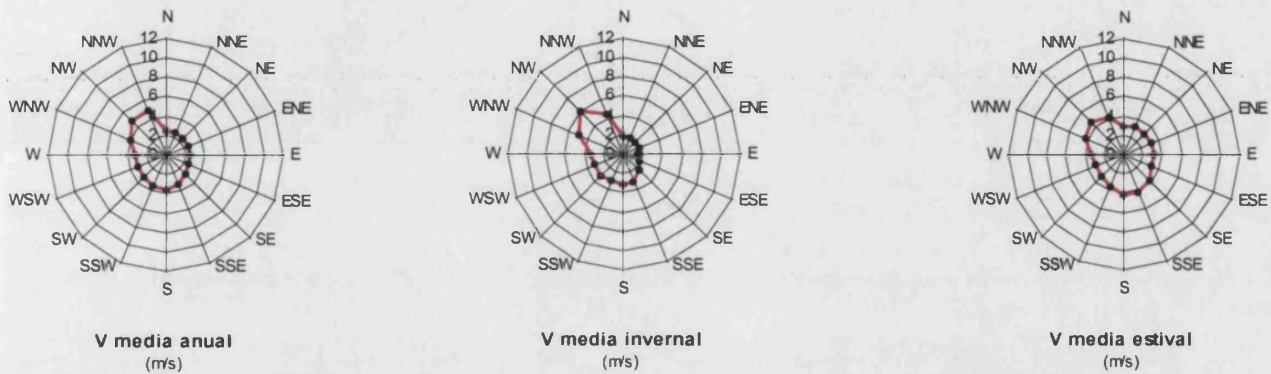 N
NNW NNE
12
NW 10 NE
8
WNW 6 ENE
2
W E
WSW ESE
SW SE
SSW SSE
S
V media anual
(m/s)
N
NNW NNE
12
NW 10 NE
8
WNW 6 ENE
2
W E
WSW ESE
SW SE
SSW SSE
S
V media invernal
(m/s)
N
NNW NNE
12
NW 10 NE
8
WNW 6 ENE
2
W E
WSW ESE
SW SE
SSW SSE
S
V media estival
(m/s)